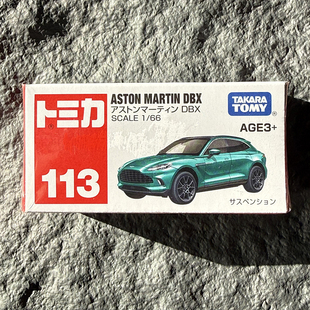 トミカ
113
ASTON MARTIN DBX
アストンマーティン DBX
SCALE 1/66
TAKARA
TOMY
AGE3+
サスペンション